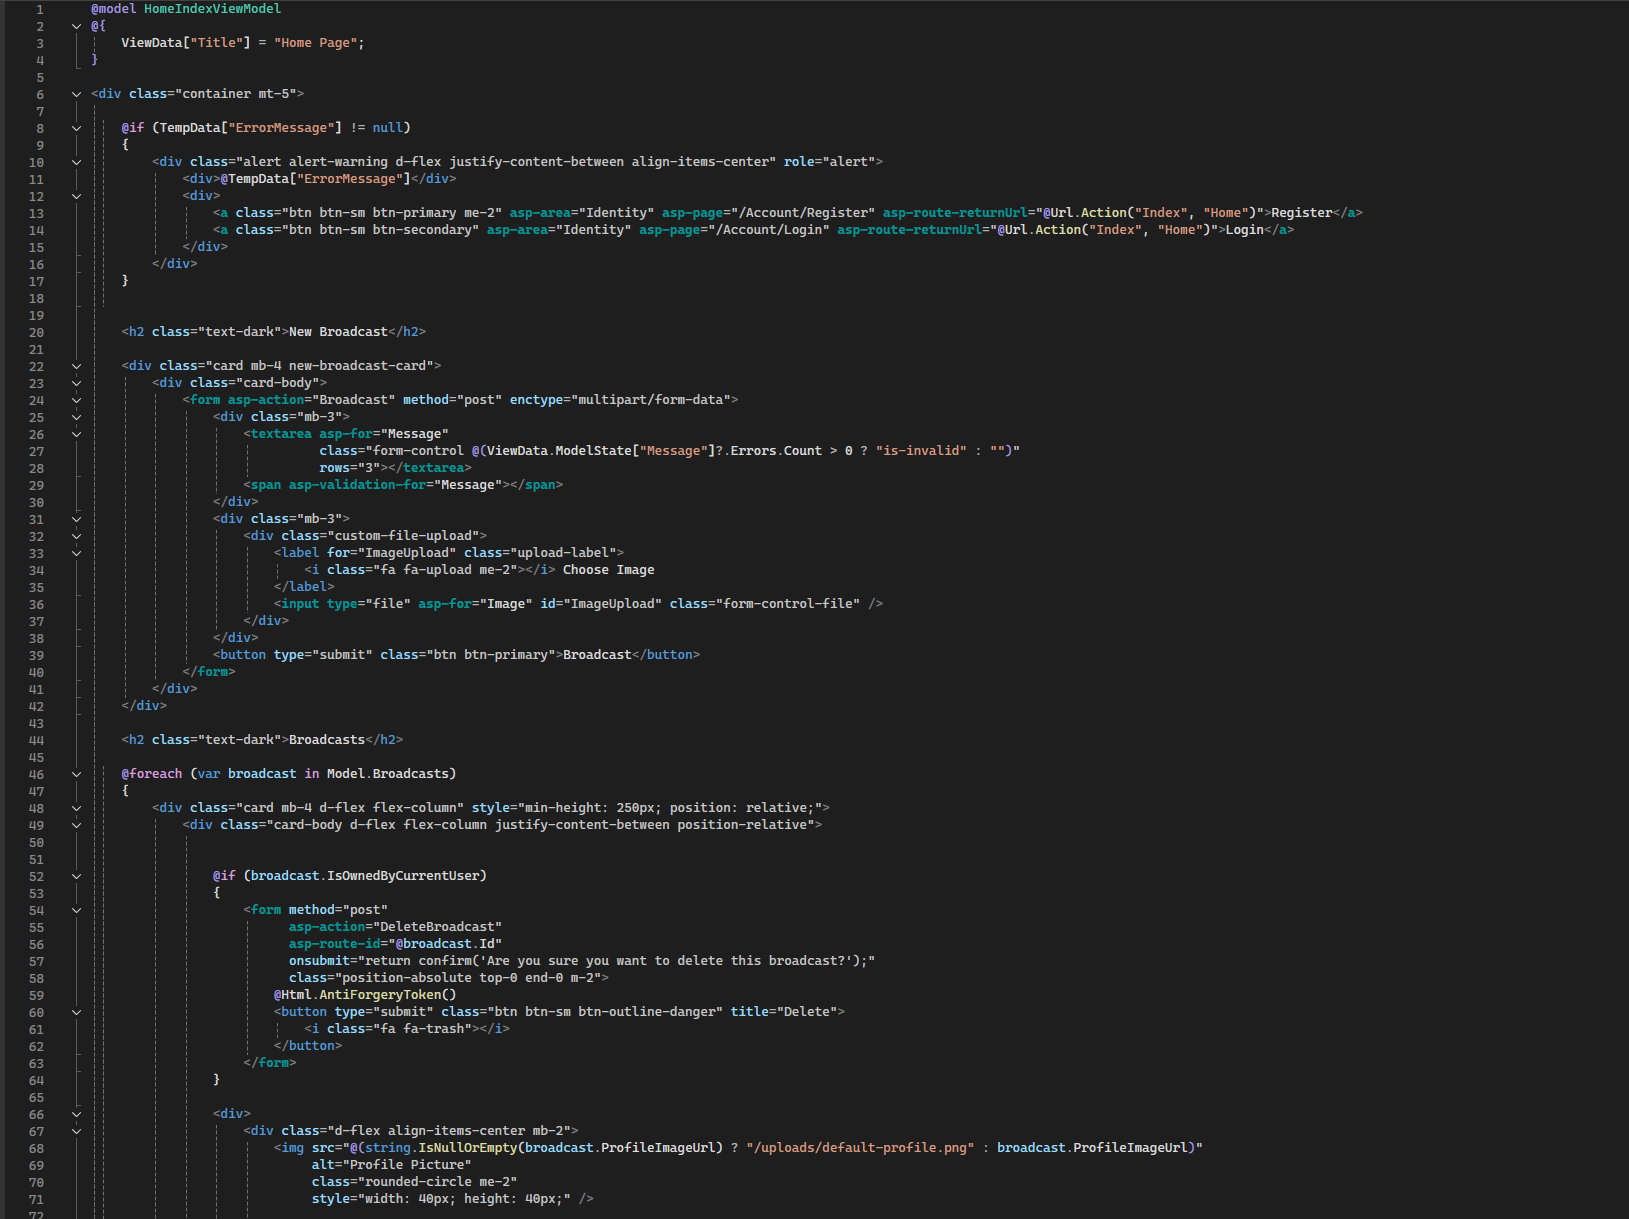 1 @model HomeIndexViewModel
2 @{
3 ViewData["Title"] = "Home Page";
4 }
5
6 <div class="container mt-5">
7
8 @if (TempData["ErrorMessage"] != null)
9 {
10 <div class="alert alert-warning d-flex justify-content-between align-items-center" role="alert">
11 <div>@TempData["ErrorMessage"]</div>
12 <div>
13 <a class="btn btn-sm btn-primary me-2" asp-area="Identity" asp-page="/Account/Register" asp-route-returnUrl="@Url.Action("Index", "Home")">Register</a>
14 <a class="btn btn-sm btn-secondary" asp-area="Identity" asp-page="/Account/Login" asp-route-returnUrl="@Url.Action("Index", "Home")">Login</a>
15 </div>
16 </div>
17 }
18
19
20 <h2 class="text-dark">New Broadcast</h2>
21
22 <div class="card mb-4 new-broadcast-card">
23 <div class="card-body">
24 <form asp-action="Broadcast" method="post" enctype="multipart/form-data">
25 <div class="mb-3">
26 <textarea asp-for="Message"
27 class="form-control @(ViewData.ModelState["Message"]?.Errors.Count > 0 ? "is-invalid" : "")"
28 rows="3"></textarea>
29 <span asp-validation-for="Message"></span>
30 </div>
31 <div class="mb-3">
32 <div class="custom-file-upload">
33 <label for="ImageUpload" class="upload-label">
34 <i class="fa fa-upload me-2"></i> Choose Image
35 </label>
36 <input type="file" asp-for="Image" id="ImageUpload" class="form-control-file" />
37 </div>
38 </div>
39 <button type="submit" class="btn btn-primary">Broadcast</button>
40 </form>
41 </div>
42 </div>
43
44 <h2 class="text-dark">Broadcasts</h2>
45
46 @foreach (var broadcast in Model.Broadcasts)
47 {
48 <div class="card mb-4 d-flex flex-column" style="min-height: 250px; position: relative;">
49 <div class="card-body d-flex flex-column justify-content-between position-relative">
50
51
52 @if (broadcast.IsOwnedByCurrentUser)
53 {
54 <form method="post"
55 asp-action="DeleteBroadcast"
56 asp-route-id="@broadcast.Id"
57 onsubmit="return confirm('Are you sure you want to delete this broadcast?');"
58 class="position-absolute top-0 end-0 m-2">
59 @Html.AntiForgeryToken()
60 <button type="submit" class="btn btn-sm btn-outline-danger" title="Delete">
61 <i class="fa fa-trash"></i>
62 </button>
63 </form>
64 }
65
66 <div>
67 <div class="d-flex align-items-center mb-2">
68 <img src="@(string.IsNullOrEmpty(broadcast.ProfileImageUrl) ? "/uploads/default-profile.png" : broadcast.ProfileImageUrl)"
69 alt="Profile Picture"
70 class="rounded-circle me-2"
71 style="width: 40px; height: 40px;" />
72